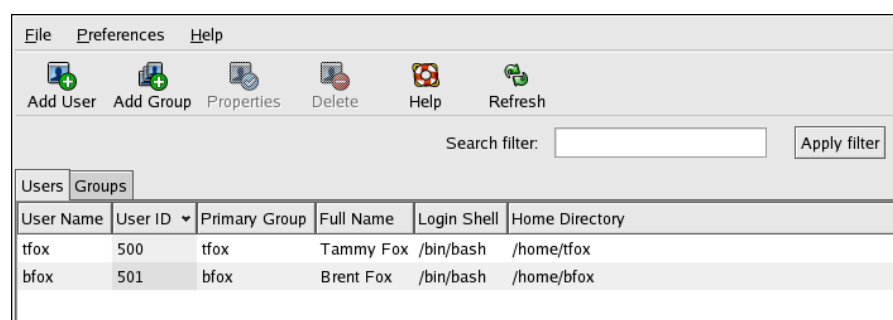 File Preferences Help
Add User Add Group Properties Delete Help Refresh
Search filter: Apply filter
Users Groups
User Name User ID Primary Group Full Name Login Shell Home Directory
tfox 500 tfox Tammy Fox /bin/bash /home/tfox
bfox 501 bfox Brent Fox /bin/bash /home/bfox